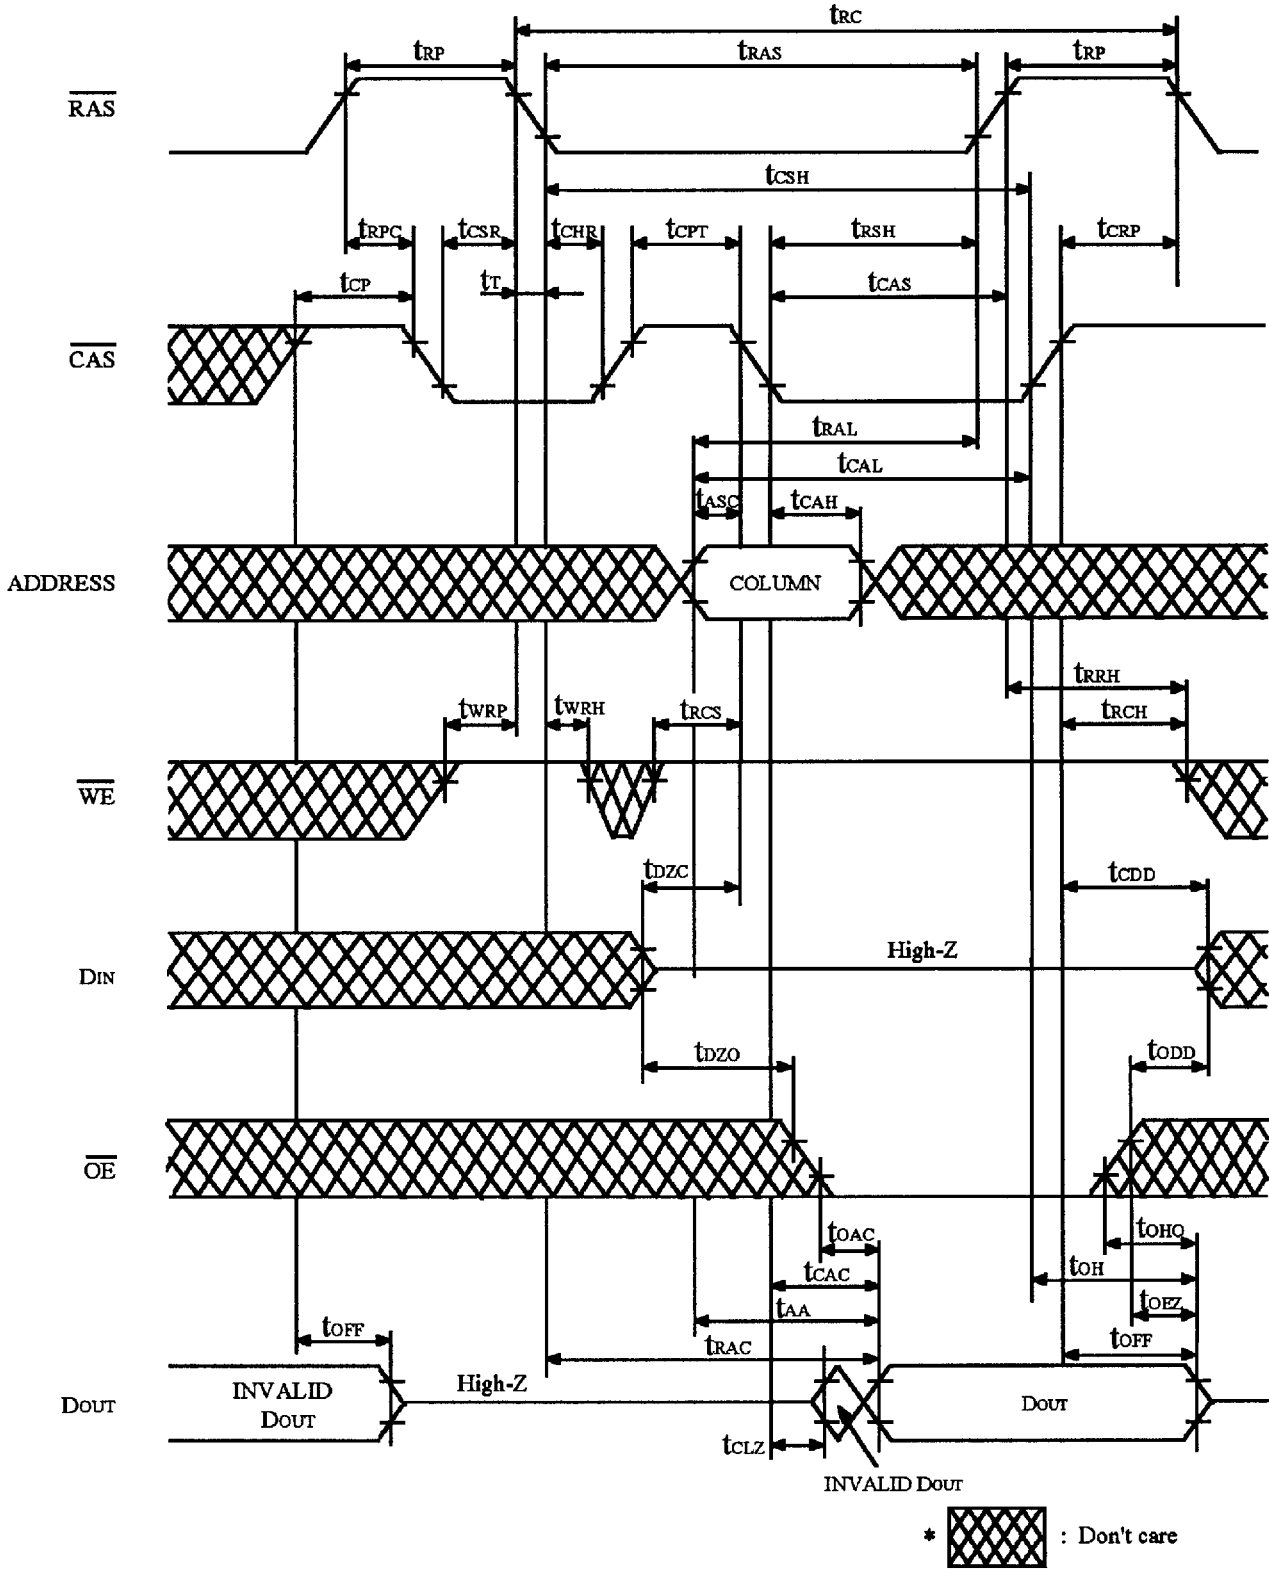 tRC
tRP tRAS tRP
RAS
tCSH
tRPC tCSR tCHR tCPT tRSH tCRP
tCP tT tCAS
CAS
tRAL
tCAL
tASC tCAH
ADDRESS COLUMN
tRRH
tWRP tWRH tRCS tRCH
WE
tDZC tCDD
High-Z
DIN
tDZO tODD
OE
tOAC tOHO
tCAC tOH
tAA tOEZ
tOFF tRAC tOFF
High-Z
INVALID
DOUT
DOUT
DOUT
tCLZ
INVALID DOUT
* : Don't care